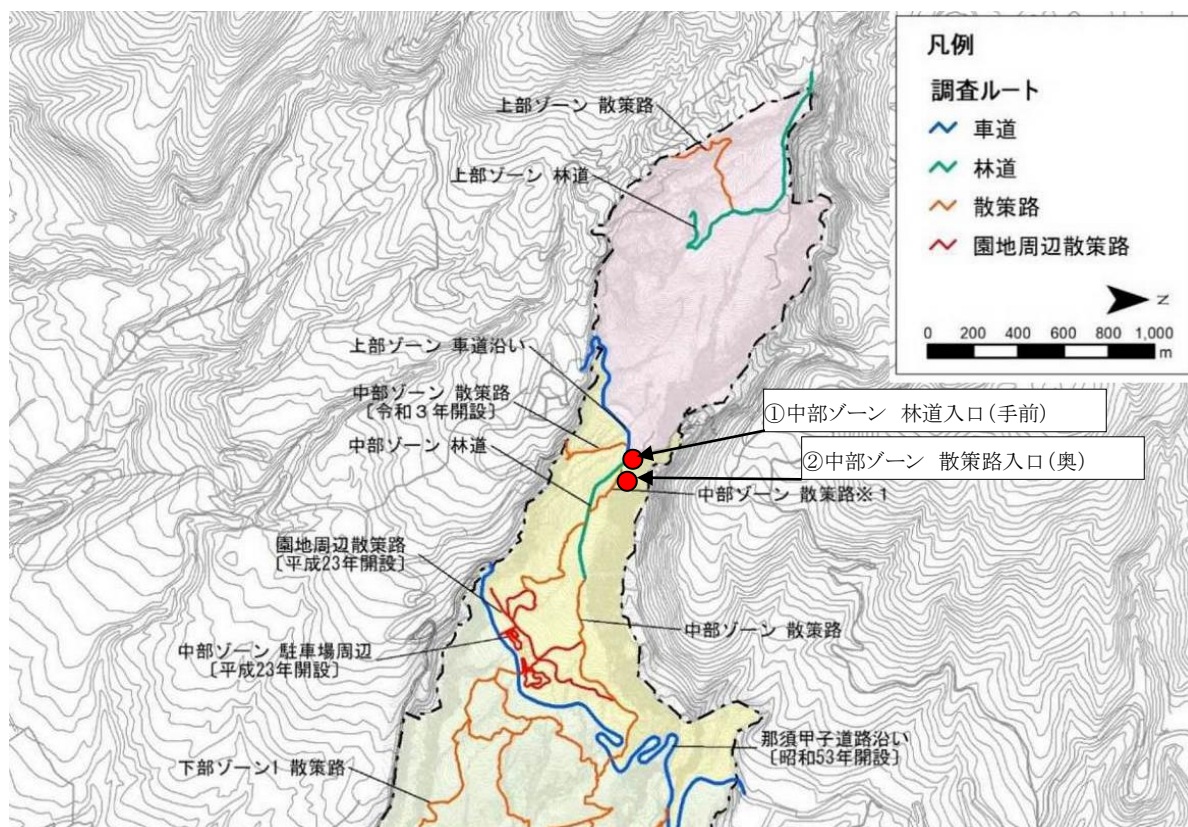 凡例
調査ルート
車道
林道
散策路
園地周辺散策路
N
0 200 400 600 800 1,000
m
上部ゾーン 散策路
上部ゾーン 林道
上部ゾーン 車道沿い
中部ゾーン 散策路
〔令和3年開設〕
中部ゾーン 林道
①中部ゾーン 林道入口(手前)
②中部ゾーン 散策路入口(奥)
中部ゾーン 散策路※1
園地周辺散策路
〔平成23年開設〕
中部ゾーン 散策路
中部ゾーン 駐車場周辺
〔平成23年開設〕
那須甲子道路沿い
〔昭和53年開設〕
下部ゾーン1 散策路